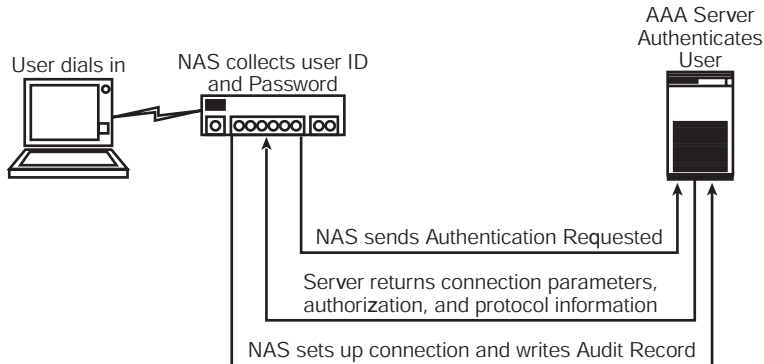 User dials in
NAS collects user ID
and Password
AAA Server
Authenticates
User
NAS sends Authentication Requested
Server returns connection parameters,
authorization, and protocol information
NAS sets up connection and writes Audit Record